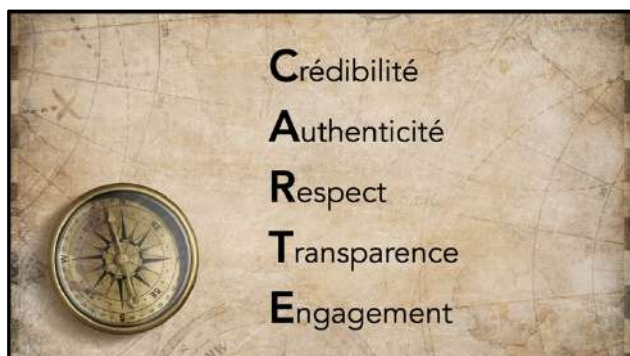 Crédibilité
Authenticité
Respect
Transparence
Engagement